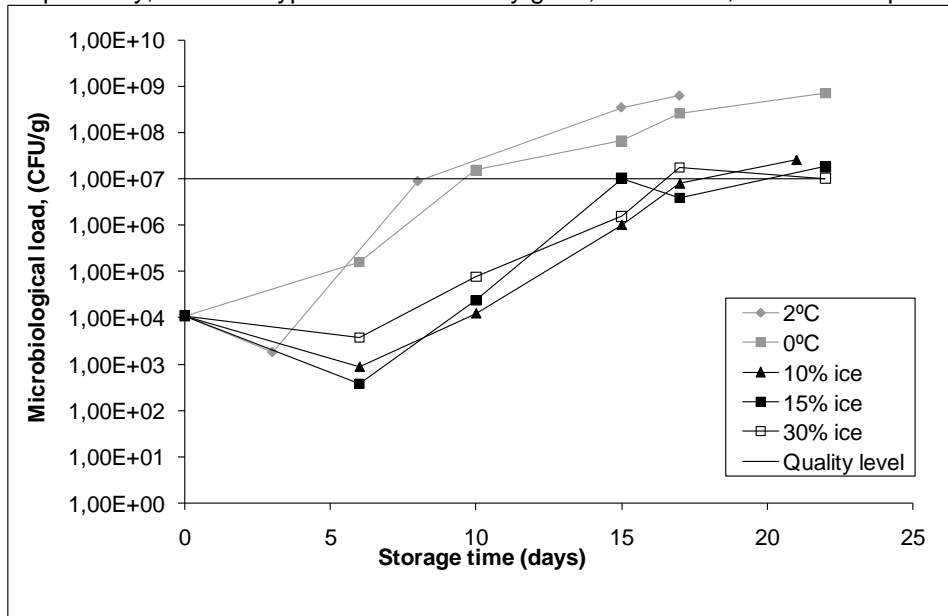 Microbiological load, (CFU/g)
1,00E+10
1,00E+09
1,00E+08
1,00E+07
1,00E+06
1,00E+05
1,00E+04
1,00E+03
1,00E+02
1,00E+01
1,00E+00
0 5 10 15 20 25
Storage time (days)
2ºC
0ºC
10% ice
15% ice
30% ice
Quality level